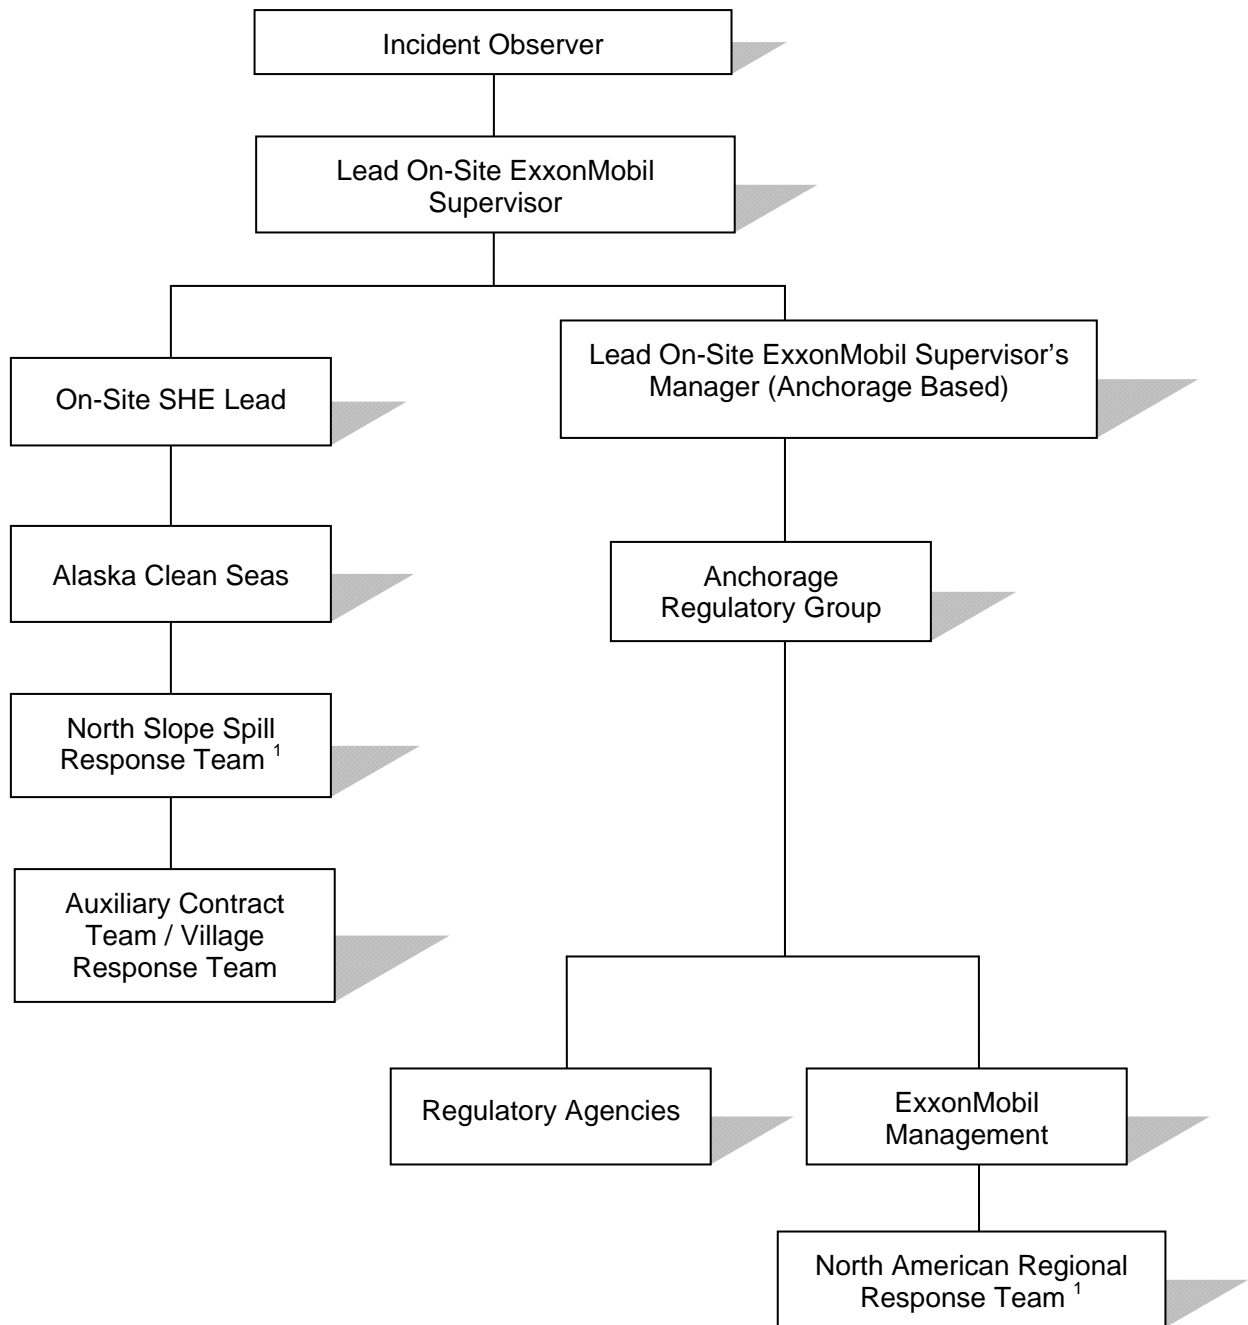 Incident Observer
Lead On-Site ExxonMobil
Supervisor
Lead On-Site ExxonMobil Supervisor's
Manager (Anchorage Based)
On-Site SHE Lead
Alaska Clean Seas
Anchorage
Regulatory Group
North Slope Spill
Response Team 1
Auxiliary Contract
Team / Village
Response Team
Regulatory Agencies
ExxonMobil
Management
North American Regional
Response Team 1